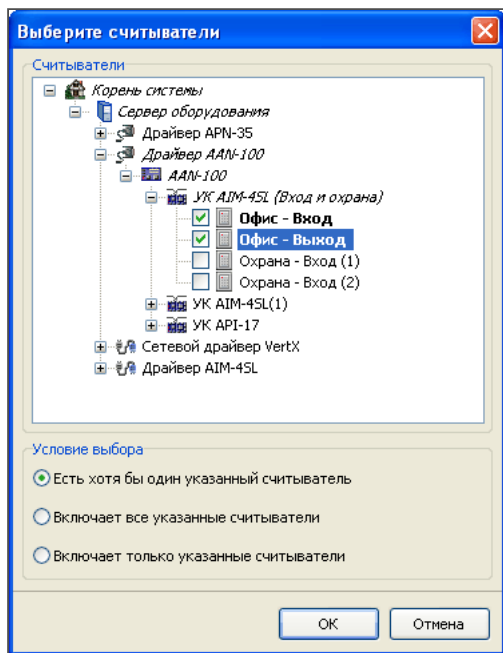 Выберите считыватели
Считыватели
Корень системы
Сервер оборудования
Драйвер APN-35
Драйвер AAN-100
AAN-100
УК AIM-4SL (Вход и охрана)
Офис - Вход
Офис - Выход
Охрана - Вход (1)
Охрана - Вход (2)
УК AIM-4SL(1)
УК API-17
Сетевой драйвер VertX
Драйвер AIM-4SL
Условие выбора
Есть хотя бы один указанный считыватель
Включает все указанные считыватели
Включает только указанные считыватели
ОК
Отмена